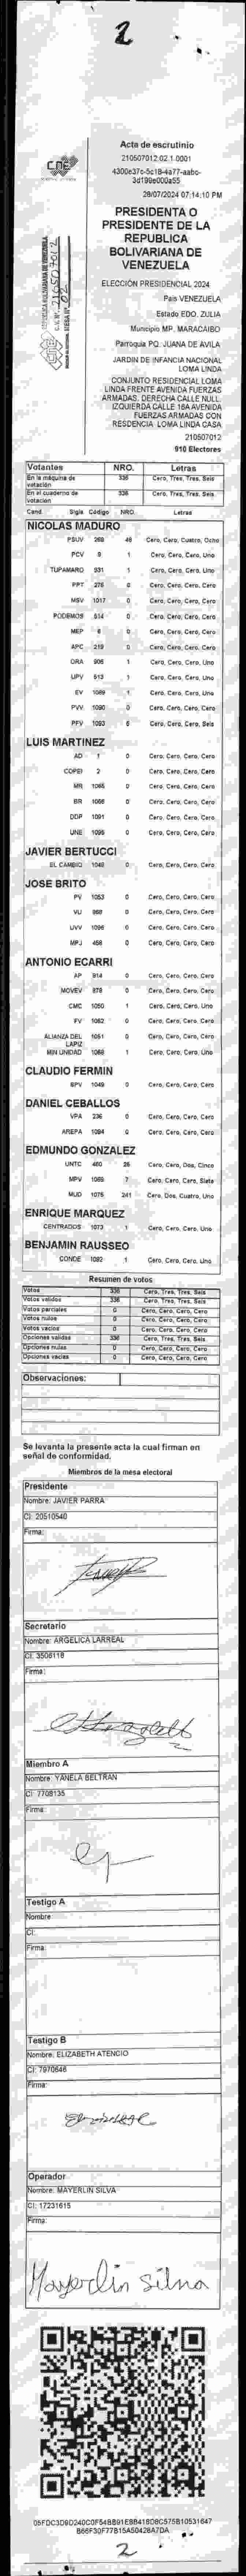 2
Acta de escrutinio
210507012.02.1.0001
28/07/2024 07:14:10 PM
CNE
PRESIDENTA O
PRESIDENTE DE LA
REPUBLICA
BOLIVARIANA DE
VENEZUELA
ELECCIÓN PRESIDENCIAL 2024
País VENEZUELA
Estado EDO. ZULIA
Municipio MP. MARACAIBO
Parroquia PQ. JUANA DE AVILA
JARDIN DE INFANCIA NACIONAL
LOMA LINDA
CONJUNTO RESIDENCIAL LOMA
LINDA FRENTE AVENIDA FUERZAS
ARMADAS. DERECHA CALLE NULL.
IZQUIERDA CALLE 18A AVENIDA
FUERZAS ARMADAS CON
RESDENCIA LOMA LINDA CASA
210507012
910 Electores
Votantes NRO. Letras
En la máquina de votación 336 Cero, Tres, Tres, Seis
En el cuaderno de votación 336 Cero, Tres, Tres, Seis
Cand. Sigla Código NRO. Letras
NICOLAS MADURO
PSUV 48 Cero, Cero, Cuatro, Ocho
PCV 9 1 Cero, Cero, Cero, Uno
TUPAMARO 931 1 Cero, Cero, Cero, Uno
PPT 275 0 Cero, Cero, Cero, Cero
MSV 1017 0 Cero, Cero, Cero, Cero
PODEMOS 514 0 Cero, Cero, Cero, Cero
MEP 8 0 Cero, Cero, Cero, Cero
APC 219 0 Cero, Cero, Cero, Cero
ORA 906 1 Cero, Cero, Cero, Uno
UPV 613 1 Cero, Cero, Cero, Uno
EV 1089 1 Cero, Cero, Cero, Uno
PVV 1090 0 Cero, Cero, Cero, Cero
PFV 1093 6 Cero, Cero, Cero, Seis
LUIS MARTINEZ
AD 1 0 Cero, Cero, Cero, Cero
COPEI 2 0 Cero, Cero, Cero, Cero
MR 1065 0 Cero, Cero, Cero, Cero
BR 1066 0 Cero, Cero, Cero, Cero
DDP 1091 0 Cero, Cero, Cero, Cero
UNE 1095 0 Cero, Cero, Cero, Cero
JAVIER BERTUCCI
EL CAMBIO 1048 0 Cero, Cero, Cero, Cero
JOSE BRITO
PV 1053 0 Cero, Cero, Cero, Cero
VU 968 0 Cero, Cero, Cero, Cero
UVV 1096 0 Cero, Cero, Cero, Cero
MPJ 458 0 Cero, Cero, Cero, Cero
ANTONIO ECARRI
AP 914 0 Cero, Cero, Cero, Cero
MOVEV 878 0 Cero, Cero, Cero, Cero
CMC 1050 1 Cero, Cero, Cero, Uno
FV 1062 0 Cero, Cero, Cero, Cero
ALIANZA DEL LAPIZ 1051 0 Cero, Cero, Cero, Cero
MIN UNIDAD 1068 1 Cero, Cero, Cero, Uno
CLAUDIO FERMIN
SPV 1049 0 Cero, Cero, Cero, Cero
DANIEL CEBALLOS
VPA 236 0 Cero, Cero, Cero, Cero
AREPA 1094 0 Cero, Cero, Cero, Cero
EDMUNDO GONZALEZ
UNTC 480 25 Cero, Cero, Dos, Cinco
MPV 1069 7 Cero, Cero, Cero, Siete
MUD 1075 241 Cero, Dos, Cuatro, Uno
ENRIQUE MARQUEZ
CENTRADOS 1073 1 Cero, Cero, Cero, Uno
BENJAMIN RAUSSEO
CONDE 1092 1 Cero, Cero, Cero, Uno
Resumen de votos
Votos 336 Cero, Tres, Tres, Seis
Votos válidos 336 Cero, Tres, Tres, Seis
Votos parciales 0 Cero, Cero, Cero, Cero
Votos nulos 0 Cero, Cero, Cero, Cero
Votos vacíos 0 Cero, Cero, Cero, Cero
Opciones válidas 336 Cero, Tres, Tres, Seis
Opciones nulas 0 Cero, Cero, Cero, Cero
Opciones vacías 0 Cero, Cero, Cero, Cero
Observaciones:
Se levanta la presente acta la cual firman en
señal de conformidad.
Miembros de la mesa electoral
Presidente
Nombre: JAVIER PARRA
CI: 20510540
Firma:
Secretario
Nombre: ARGELICA LARREAL
CI: 3506118
Firma:
Miembro A
Nombre: YANELA BELTRAN
CI: 7708135
Firma:
Testigo A
Nombre:
CI:
Firma:
Testigo B
Nombre: ELIZABETH ATENCIO
CI: 7970646
Firma:
Operador
Nombre: MAYERLIN SILVA
CI: 17231615
Firma:
Mayerlin silva
2